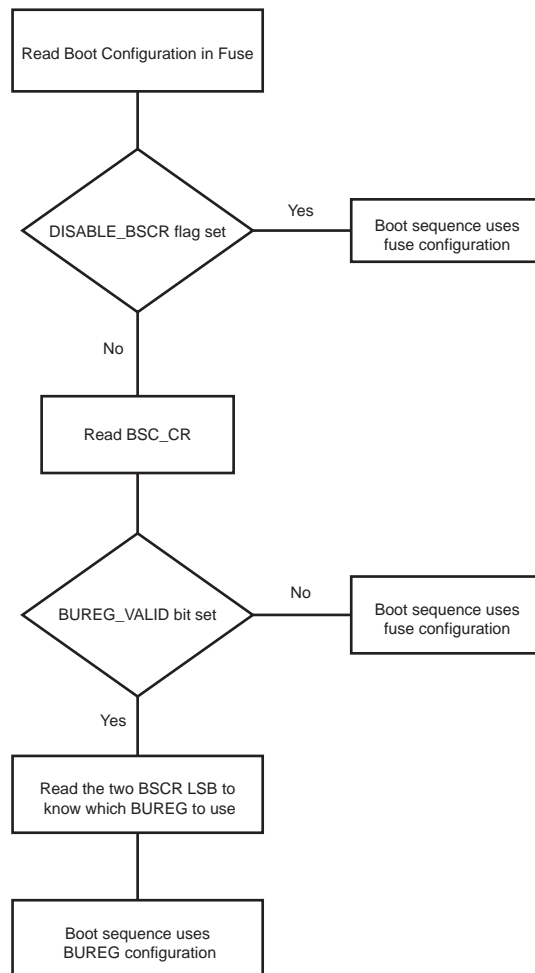 Read Boot Configuration in Fuse
DISABLE_BSCR flag set
Yes
Boot sequence uses
fuse configuration
No
Read BSC_CR
BUREG_VALID bit set
No
Boot sequence uses
fuse configuration
Yes
Read the two BSCR LSB to
know which BUREG to use
Boot sequence uses
BUREG configuration